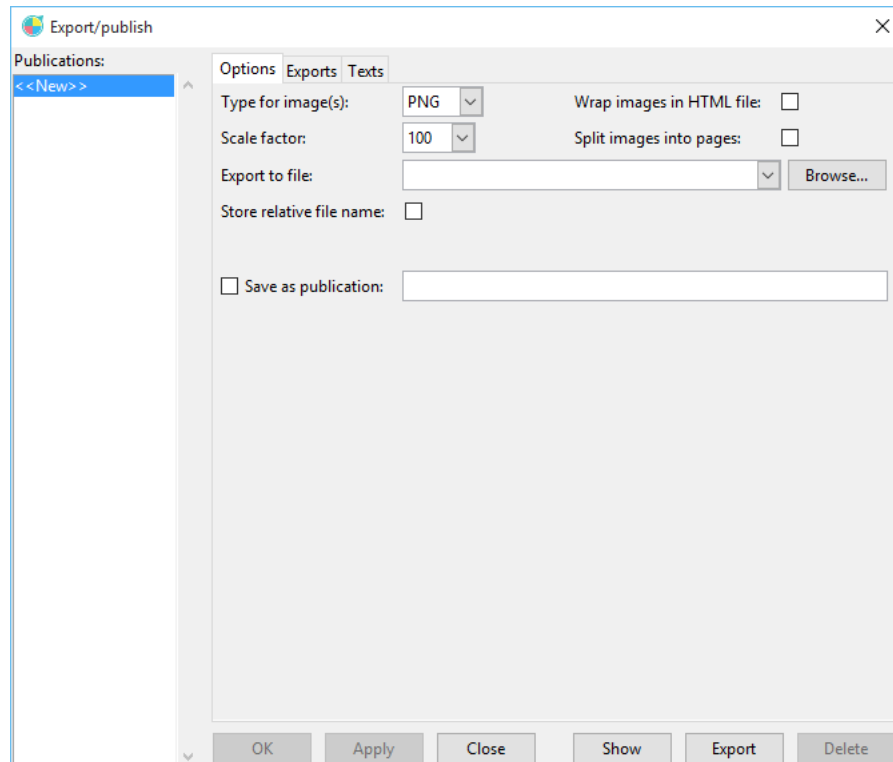 Export/publish
Publications:
<<New>>
Options Exports Texts
Type for image(s): PNG Wrap images in HTML file:
Scale factor: 100 Split images into pages:
Export to file: Browse...
Store relative file name:
Save as publication:
OK Apply Close Show Export Delete